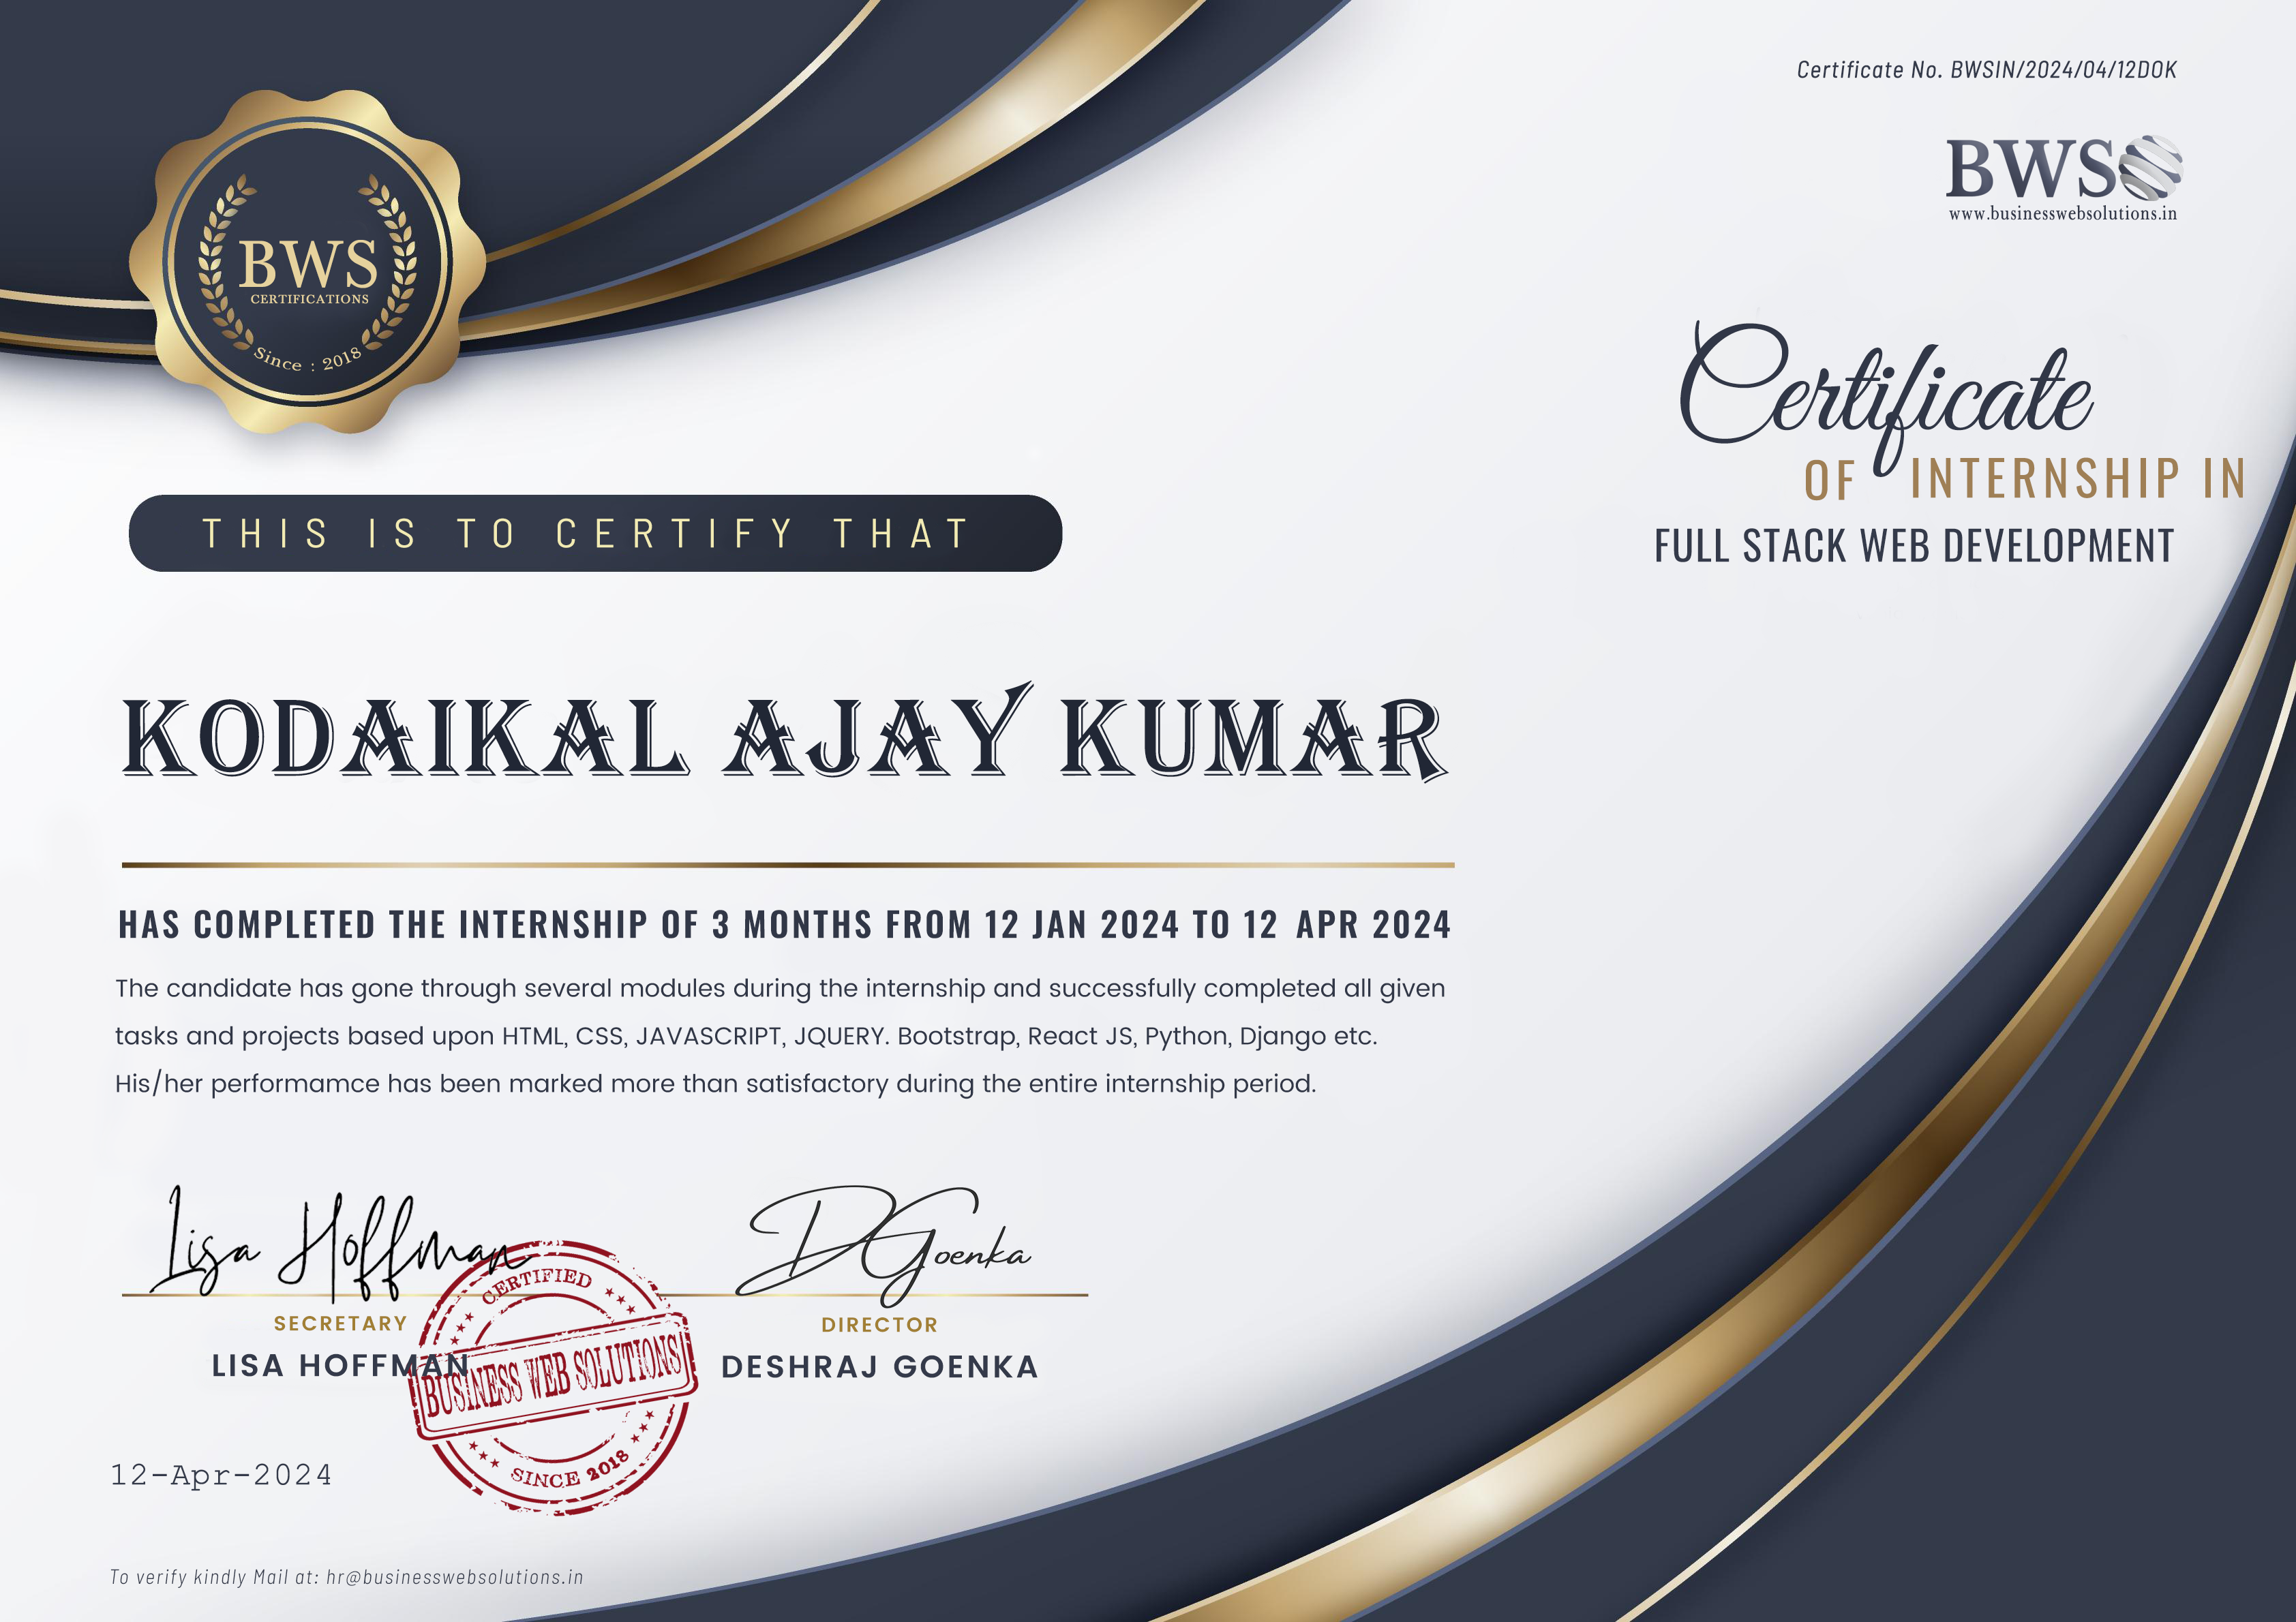 Certificate No. BWSIN/2024/04/12DOK
BWS
www.businesswebsolutions.in
BWS
CERTIFICATIONS
Since : 2018
Certificate
OF INTERNSHIP IN
FULL STACK WEB DEVELOPMENT
THIS IS TO CERTIFY THAT
KODAIKAL AJAY KUMAR
HAS COMPLETED THE INTERNSHIP OF 3 MONTHS FROM 12 JAN 2024 TO 12 APR 2024
The candidate has gone through several modules during the internship and successfully completed all given
tasks and projects based upon HTML, CSS, JAVASCRIPT, JQUERY. Bootstrap, React JS, Python, Django etc.
His/her performamce has been marked more than satisfactory during the entire internship period.
Lisa Hoffman
SECRETARY
LISA HOFFMAN
DGoenka
DIRECTOR
DESHRAJ GOENKA
CERTIFIED
BUSINESS WEB SOLUTIONS
SINCE 2018
12-Apr-2024
To verify kindly Mail at: hr@businesswebsolutions.in